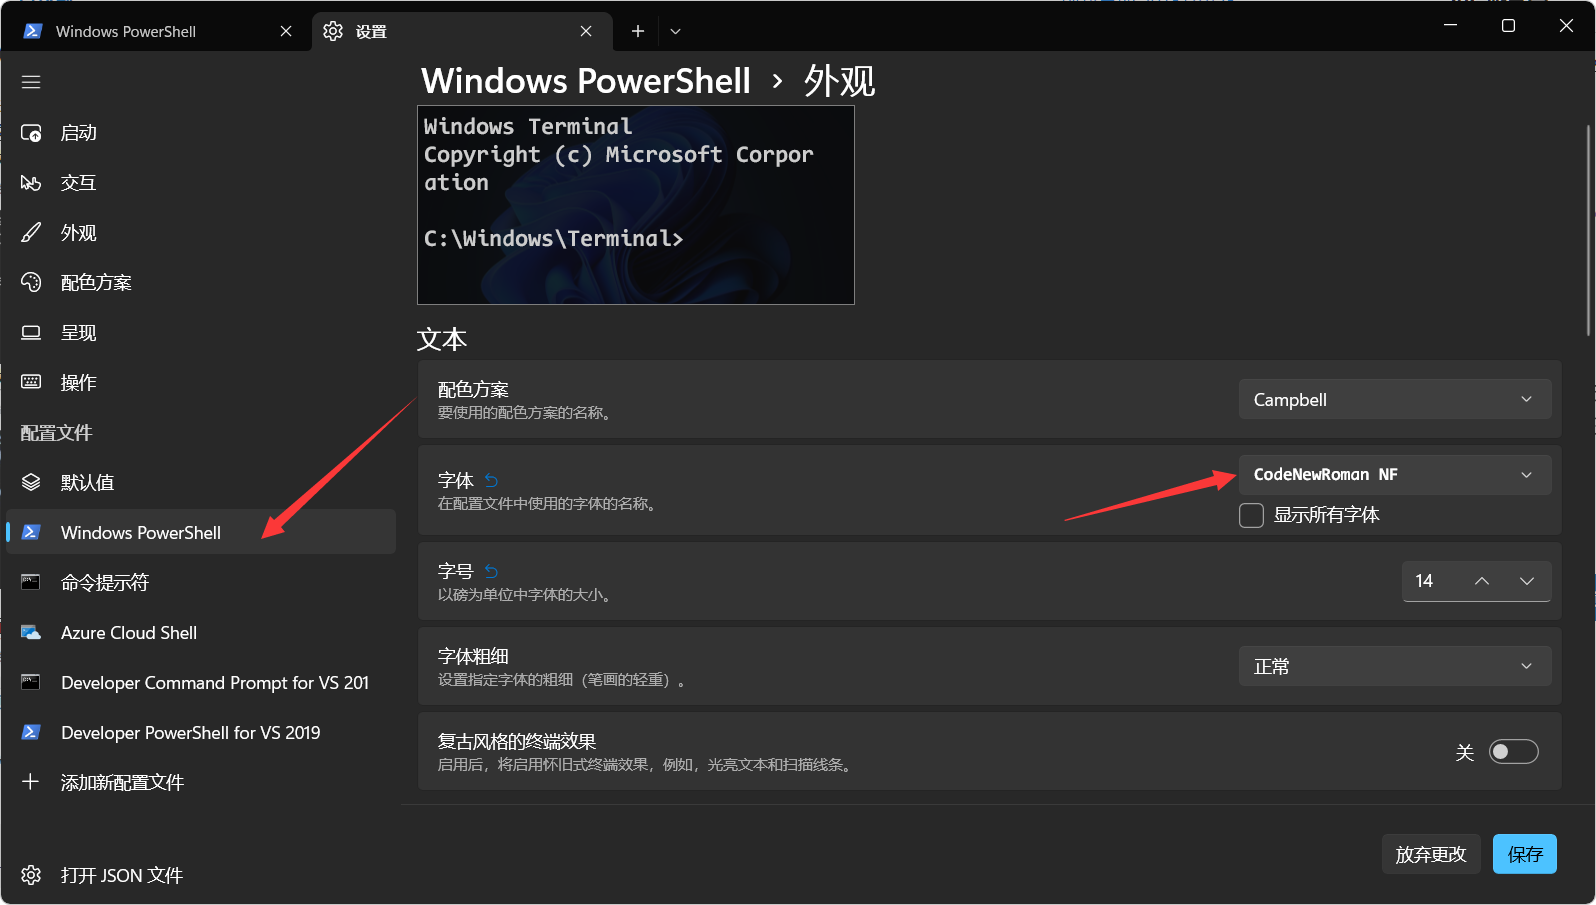 Windows PowerShell
设置
启动
交互
外观
配色方案
呈现
操作
配置文件
默认值
Windows PowerShell
命令提示符
Azure Cloud Shell
Developer Command Prompt for VS 201
Developer PowerShell for VS 2019
添加新配置文件
打开 JSON 文件
Windows PowerShell › 外观
Windows Terminal
Copyright (c) Microsoft Corpor
ation
C:\Windows\Terminal>
文本
配色方案
要使用的配色方案的名称。
Campbell
字体
在配置文件中使用的字体的名称。
CodeNewRoman NF
显示所有字体
字号
以磅为单位中字体的大小。
14
字体粗细
设置指定字体的粗细（笔画的轻重）。
正常
复古风格的终端效果
启用后，将启用怀旧式终端效果，例如，光亮文本和扫描线条。
关
放弃更改
保存